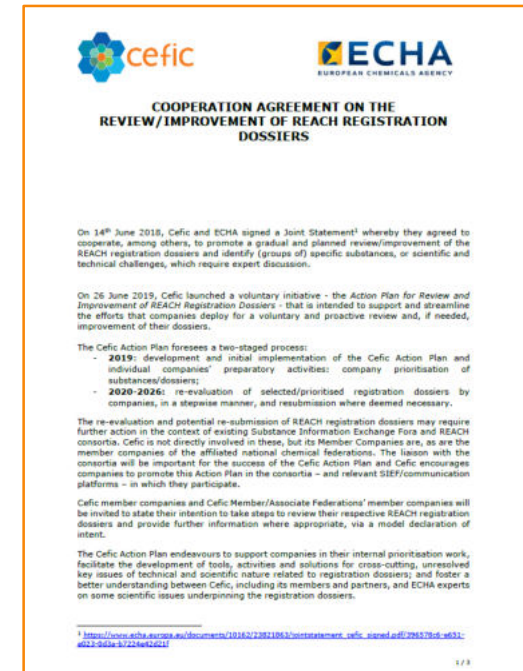 cefic
ECHA
EUROPEAN CHEMICALS AGENCY
COOPERATION AGREEMENT ON THE
REVIEW/IMPROVEMENT OF REACH REGISTRATION
DOSSIERS
On 14th June 2018, Cefic and ECHA signed a Joint Statement1 whereby they agreed to
cooperate, among others, to promote a gradual and planned review/improvement of the
REACH registration dossiers and identify (groups of) specific substances, or scientific and
technical challenges, which require expert discussion.
On 26 June 2019, Cefic launched a voluntary initiative - the Action Plan for Review and
Improvement of REACH Registration Dossiers - that is intended to support and streamline
the efforts that companies deploy for a voluntary and proactive review and, if needed,
improvement of their dossiers.
The Cefic Action Plan foresees a two-staged process:
- 2019: development and initial implementation of the Cefic Action Plan and
individual companies' preparatory activities: company prioritisation of
substances/dossiers;
- 2020-2026: re-evaluation of selected/prioritised registration dossiers by
companies, in a stepwise manner, and resubmission where deemed necessary.
The re-evaluation and potential re-submission of REACH registration dossiers may require
further action in the context of existing Substance Information Exchange Fora and REACH
consortia. Cefic is not directly involved in these, but its Member Companies are, as are the
member companies of the affiliated national chemical federations. The liaison with the
consortia will be important for the success of the Cefic Action Plan and Cefic encourages
companies to promote this Action Plan in the consortia – and relevant SIEF/communication
platforms – in which they participate.
Cefic member companies and Cefic Member/Associate Federations' member companies will
be invited to state their intention to take steps to review their respective REACH registration
dossiers and provide further information where appropriate, via a model declaration of
intent.
The Cefic Action Plan endeavours to support companies in their internal prioritisation work,
facilitate the development of tools, activities and solutions for cross-cutting, unresolved
key issues of technical and scientific nature related to registration dossiers; and foster a
better understanding between Cefic, including its members and partners, and ECHA experts
on some scientific issues underpinning the registration dossiers.
1 https://www.echa.europa.eu/documents/10162/23821863/jointstatement_cefic_signed.pdf/
1/3